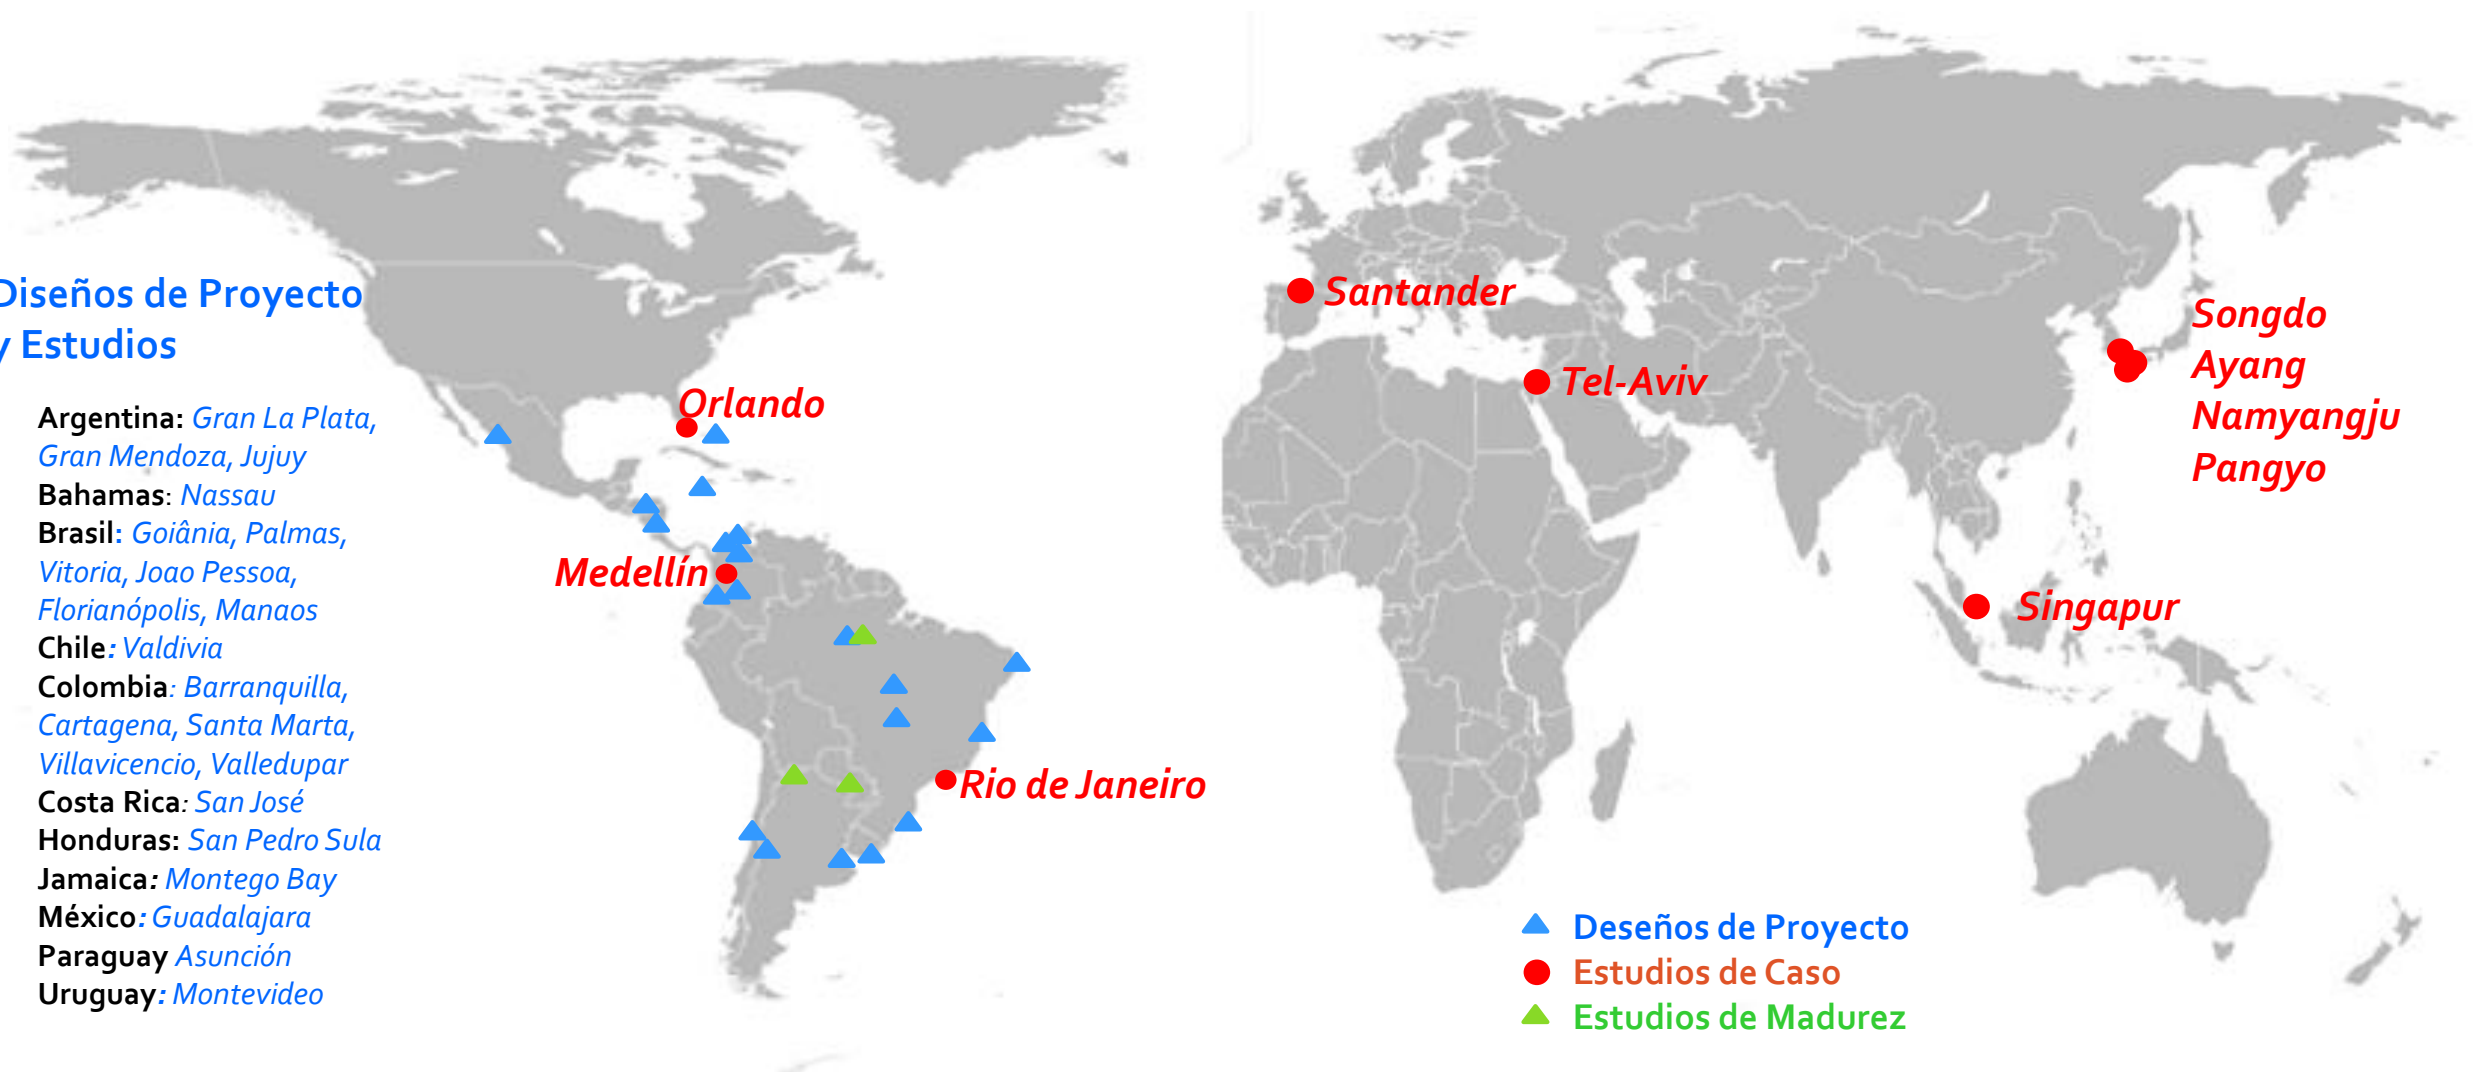 Diseños de Proyecto
y Estudios
Argentina: Gran La Plata,
Gran Mendoza, Jujuy
Bahamas: Nassau
Brasil: Goiânia, Palmas,
Vitoria, Joao Pessoa,
Florianópolis, Manaos
Chile: Valdivia
Colombia: Barranquilla,
Cartagena, Santa Marta,
Villavicencio, Valledupar
Costa Rica: San José
Honduras: San Pedro Sula
Jamaica: Montego Bay
México: Guadalajara
Paraguay Asunción
Uruguay: Montevideo
Orlando
Medellín
Rio de Janeiro
Santander
Tel-Aviv
Songdo
Ayang
Namyangju
Pangyo
Singapur
Deseños de Proyecto
Estudios de Caso
Estudios de Madurez